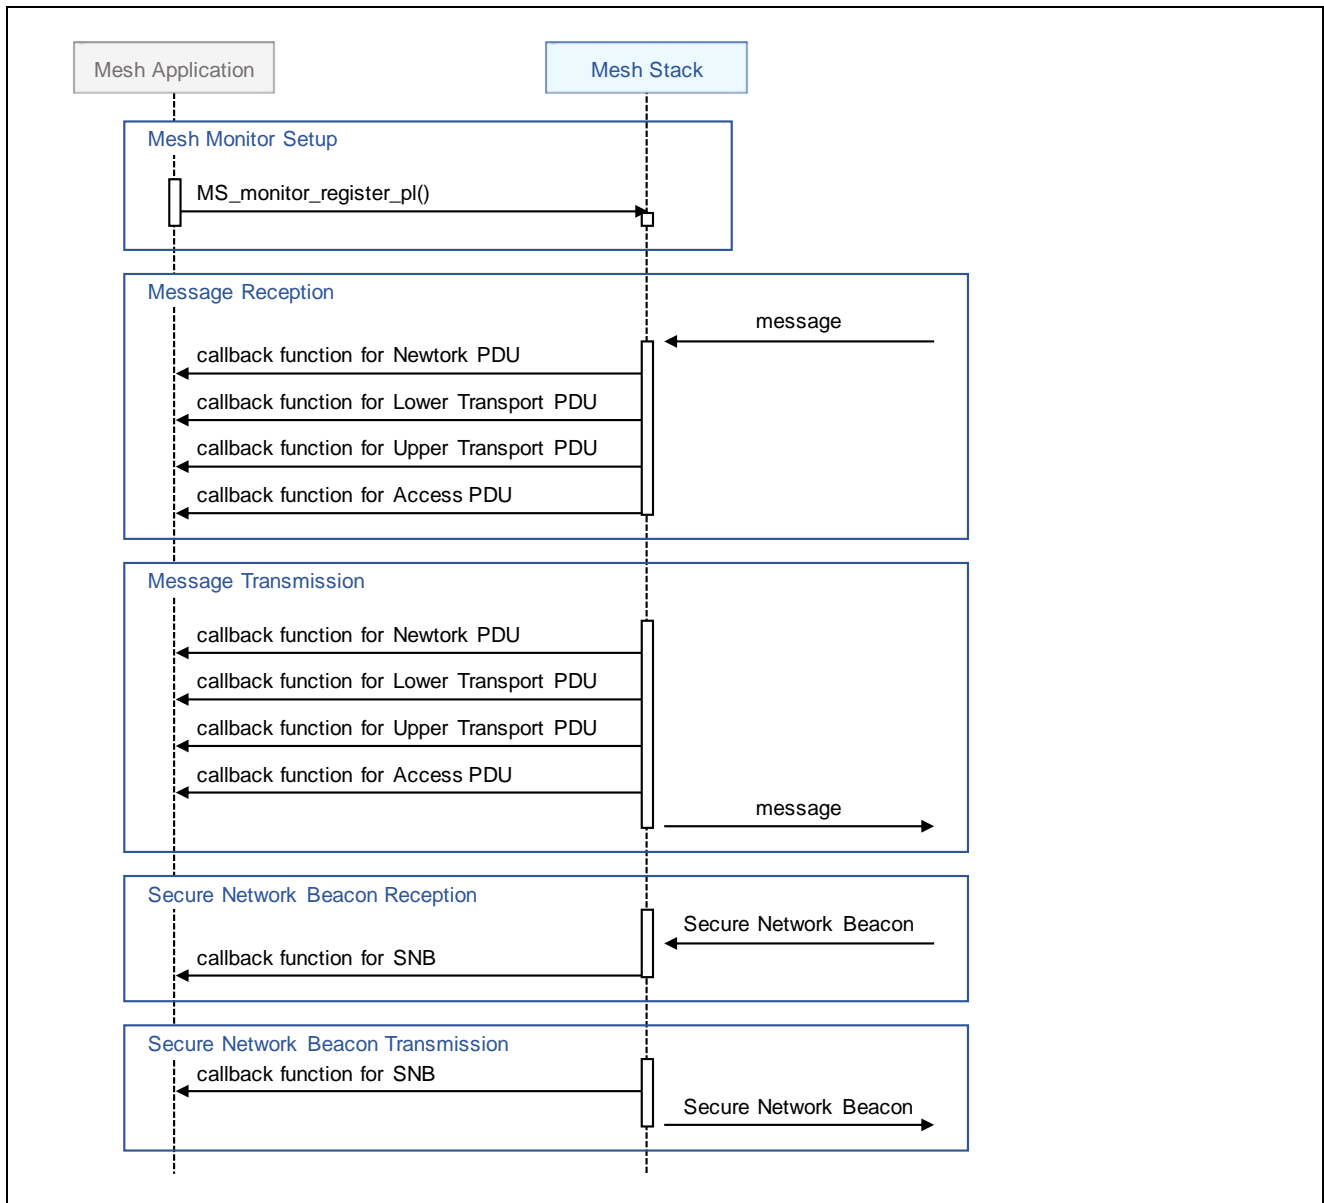 Mesh Application
Mesh Stack
Mesh Monitor Setup
MS_monitor_register_pl()
Message Reception
message
callback function for Newtork PDU
callback function for Lower Transport PDU
callback function for Upper Transport PDU
callback function for Access PDU
Message Transmission
callback function for Newtork PDU
callback function for Lower Transport PDU
callback function for Upper Transport PDU
callback function for Access PDU
message
Secure Network Beacon Reception
Secure Network Beacon
callback function for SNB
Secure Network Beacon Transmission
callback function for SNB
Secure Network Beacon